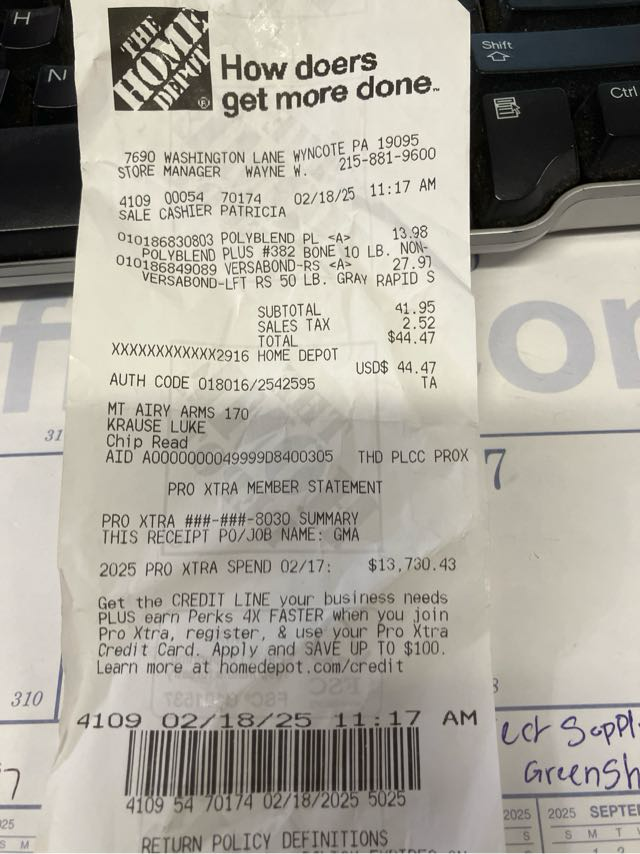 H
N
Shift
Ctrl
THE
HOME
DEPOT
®
How doers
get more done™
7690 WASHINGTON LANE WYNCOTE PA 19095
STORE MANAGER WAYNE W. 215-881-9600
4109 00054 70174 02/18/25 11:17 AM
SALE CASHIER PATRICIA
010186830803 POLYBLEND PL <A> 13.98
POLYBLEND PLUS #382 BONE 10 LB. NON-
010186849089 VERSABOND-RS <A> 27.97
VERSABOND-LFT RS 50 LB. GRAY RAPID S
SUBTOTAL 41.95
SALES TAX 2.52
TOTAL $44.47
XXXXXXXXXXXX2916 HOME DEPOT
USD$ 44.47
AUTH CODE 018016/2542595 TA
MT AIRY ARMS 170
KRAUSE LUKE
Chip Read
AID A0000000049999D8400305 THD PLCC PROX
PRO XTRA MEMBER STATEMENT
PRO XTRA ###-###-8030 SUMMARY
THIS RECEIPT PO/JOB NAME: GMA
2025 PRO XTRA SPEND 02/17: $13,730.43
Get the CREDIT LINE your business needs
PLUS earn Perks 4X FASTER when you join
Pro Xtra, register, & use your Pro Xtra
Credit Card. Apply and SAVE UP TO $100.
Learn more at homedepot.com/credit
4109 02/18/25 11:17 AM
4109 54 70174 02/18/2025 5025
RETURN POLICY DEFINITIONS
31
7
310
ect Suppl
GreenSh
7
25
S M
2025
S
2025 SEPTE
S M T
1 2